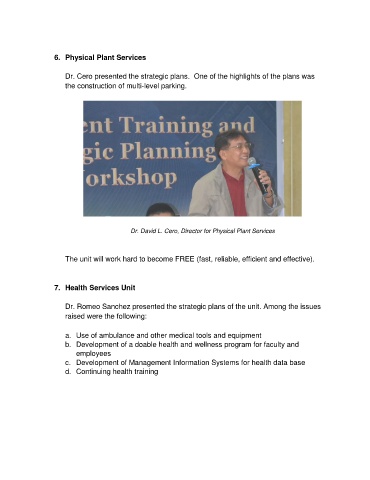 6. Physical Plant Services
Dr. Cero presented the strategic plans. One of the highlights of the plans was
the construction of multi-level parking.
ent Training and
gic Planning
orkshop
Dr. David L. Cero, Director for Physical Plant Services
The unit will work hard to become FREE (fast, reliable, efficient and effective).
7. Health Services Unit
Dr. Romeo Sanchez presented the strategic plans of the unit. Among the issues
raised were the following:
a. Use of ambulance and other medical tools and equipment
b. Development of a doable health and wellness program for faculty and
employees
c. Development of Management Information Systems for health data base
d. Continuing health training